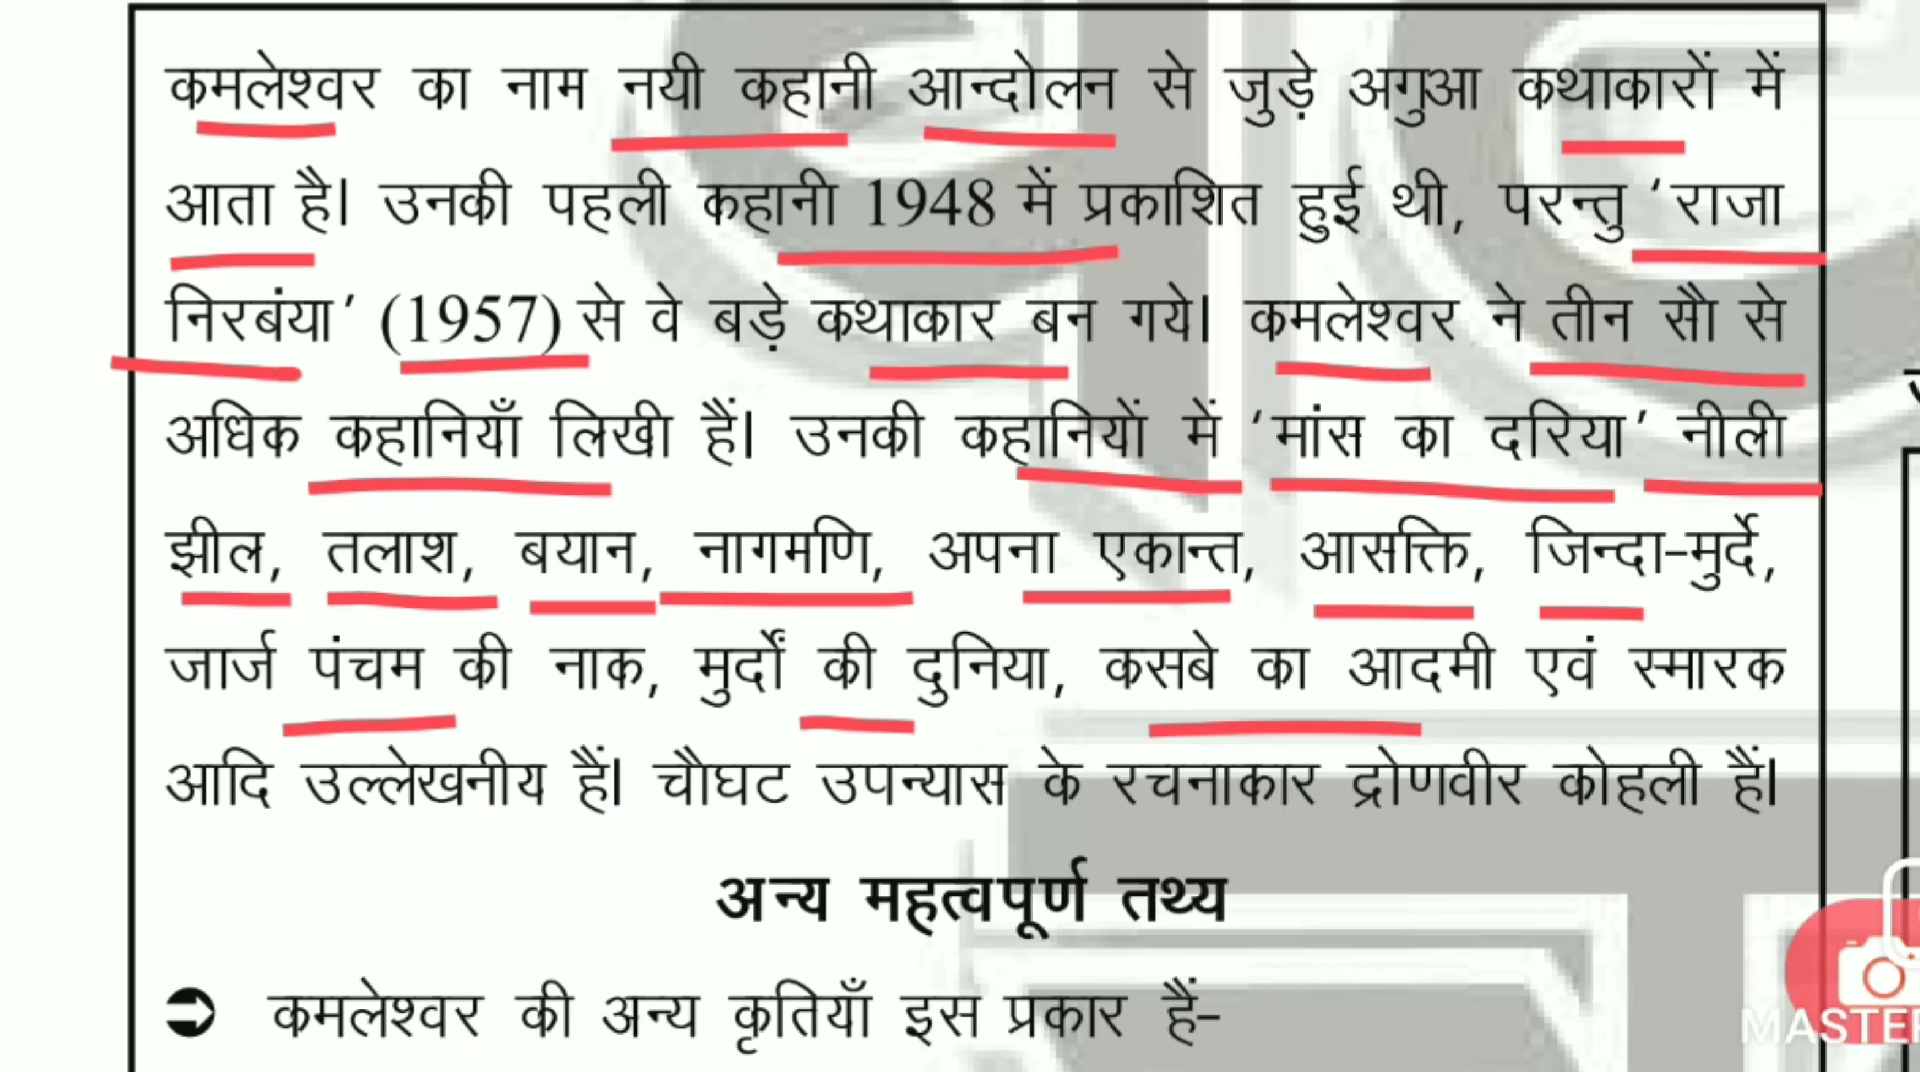 कमलेश्वर का नाम नयी कहानी आन्दोलन से जुड़े अगुआ कथाकारों में
आता है। उनकी पहली कहानी 1948 में प्रकाशित हुई थी, परन्तु ‘राजा
निरबंया’ (1957) से वे बड़े कथाकार बन गये। कमलेश्वर ने तीन सौ से
अधिक कहानियाँ लिखी हैं। उनकी कहानियों में ‘मांस का दरिया’ नीली
झील, तलाश, बयान, नागमणि, अपना एकान्त, आसक्ति, जिन्दा-मुर्दे,
जार्ज पंचम की नाक, मुर्दों की दुनिया, कसबे का आदमी एवं स्मारक
आदि उल्लेखनीय हैं। चौघट उपन्यास के रचनाकार द्रोणवीर कोहली हैं।
अन्य महत्वपूर्ण तथ्य
➲ कमलेश्वर की अन्य कृतियाँ इस प्रकार हैं-
MASTER